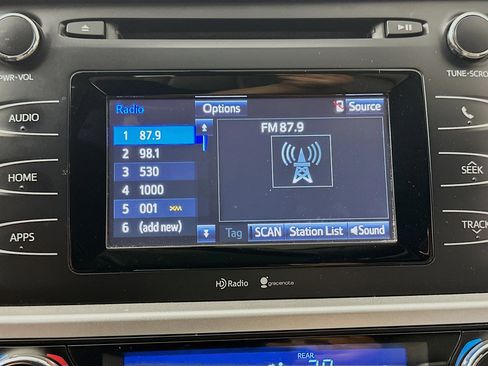 PWR•VOL
TUNE•SCRO
AUDIO
HOME
APPS
SEEK
TRACK
Radio
Options
Source
1 87.9
2 98.1
3 530
4 1000
5 001 XM
6 (add new)
FM 87.9
Tag
SCAN
Station List
Sound
HD Radio
gracenote
REAR